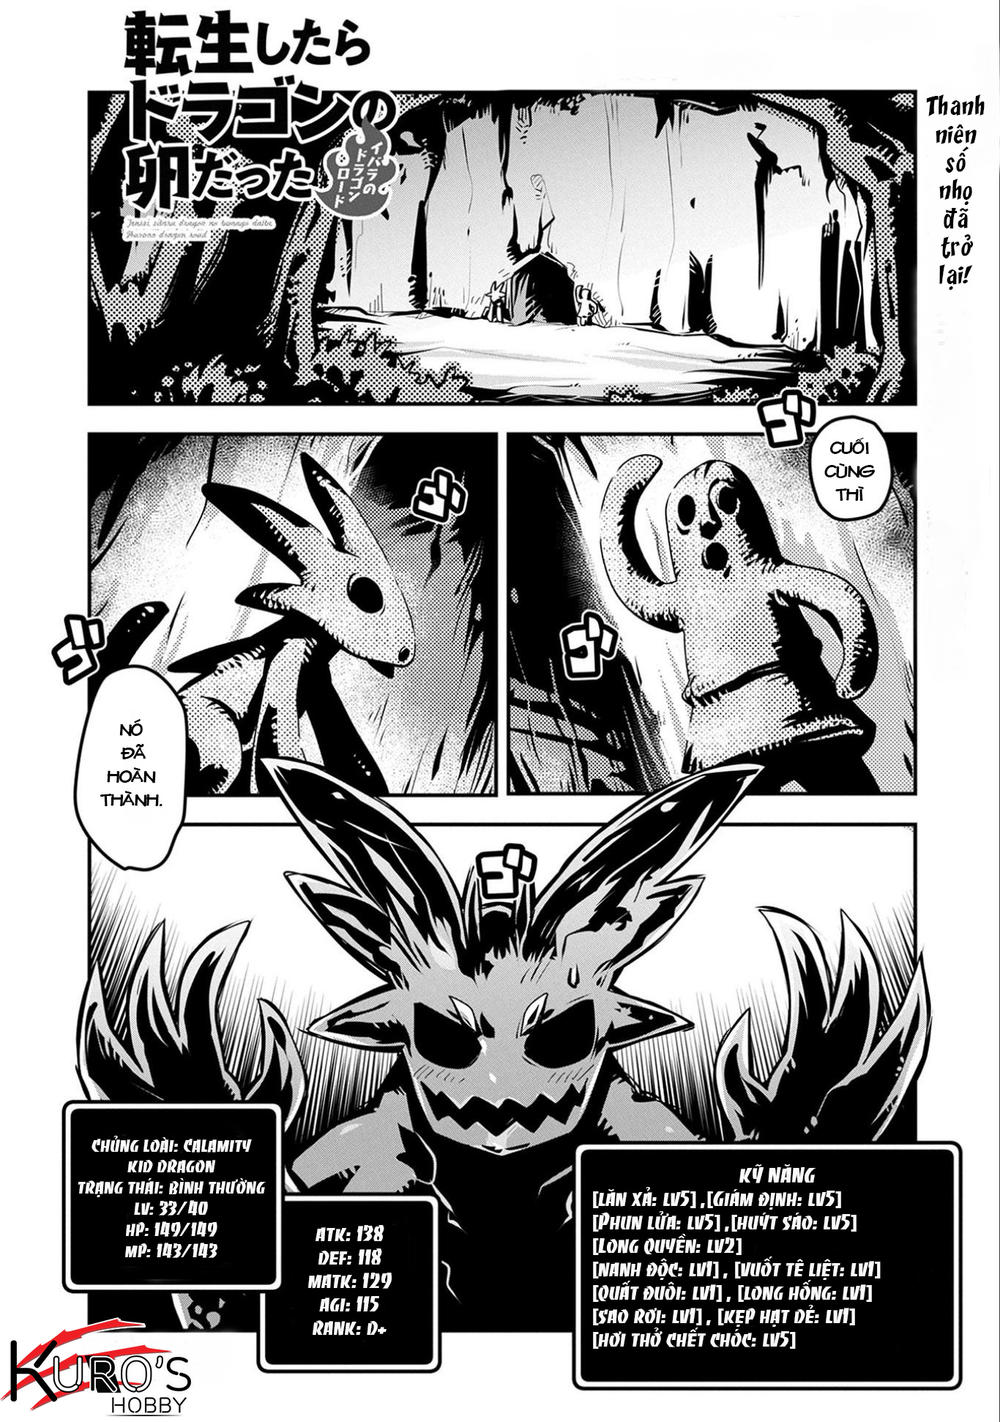 転生したら
ドラゴンの
卵だった
イバラの
ドラゴン
ロード
Thanh
niên
số
nhọ
đã
trở
lại!
CUỐI
CÙNG
THÌ
ゴ
ゴ
ゴ
ゴ
NÓ
ĐÃ
HOÀN
THÀNH.
ゴ
CHỦNG LOÀI: CALAMITY
KID DRAGON
TRẠNG THÁI: BÌNH THƯỜNG
LV: 33/40
HP: 149/149
MP: 143/143
ATK: 138
DEF: 118
MATK: 129
AGI: 115
RANK: D+
KỸ NĂNG
[LĂN XẢ: LV5] ,[GIÁM ĐỊNH: LV5]
[PHUN LỬA: LV5] ,[HUÝT SÁO: LV5]
[LONG QUYỀN: LV2]
[NANH ĐỘC: LV1] , [VUỐT TÊ LIỆT: LV1]
[QUẤT ĐUÔI: LV1] , [LONG HỐNG: LV1]
[SAO RƠI: LV1] , [KẸP HẠT DẺ: LV1]
[HƠI THỞ CHẾT CHÓC: LV5]
KURO'S
HOBBY